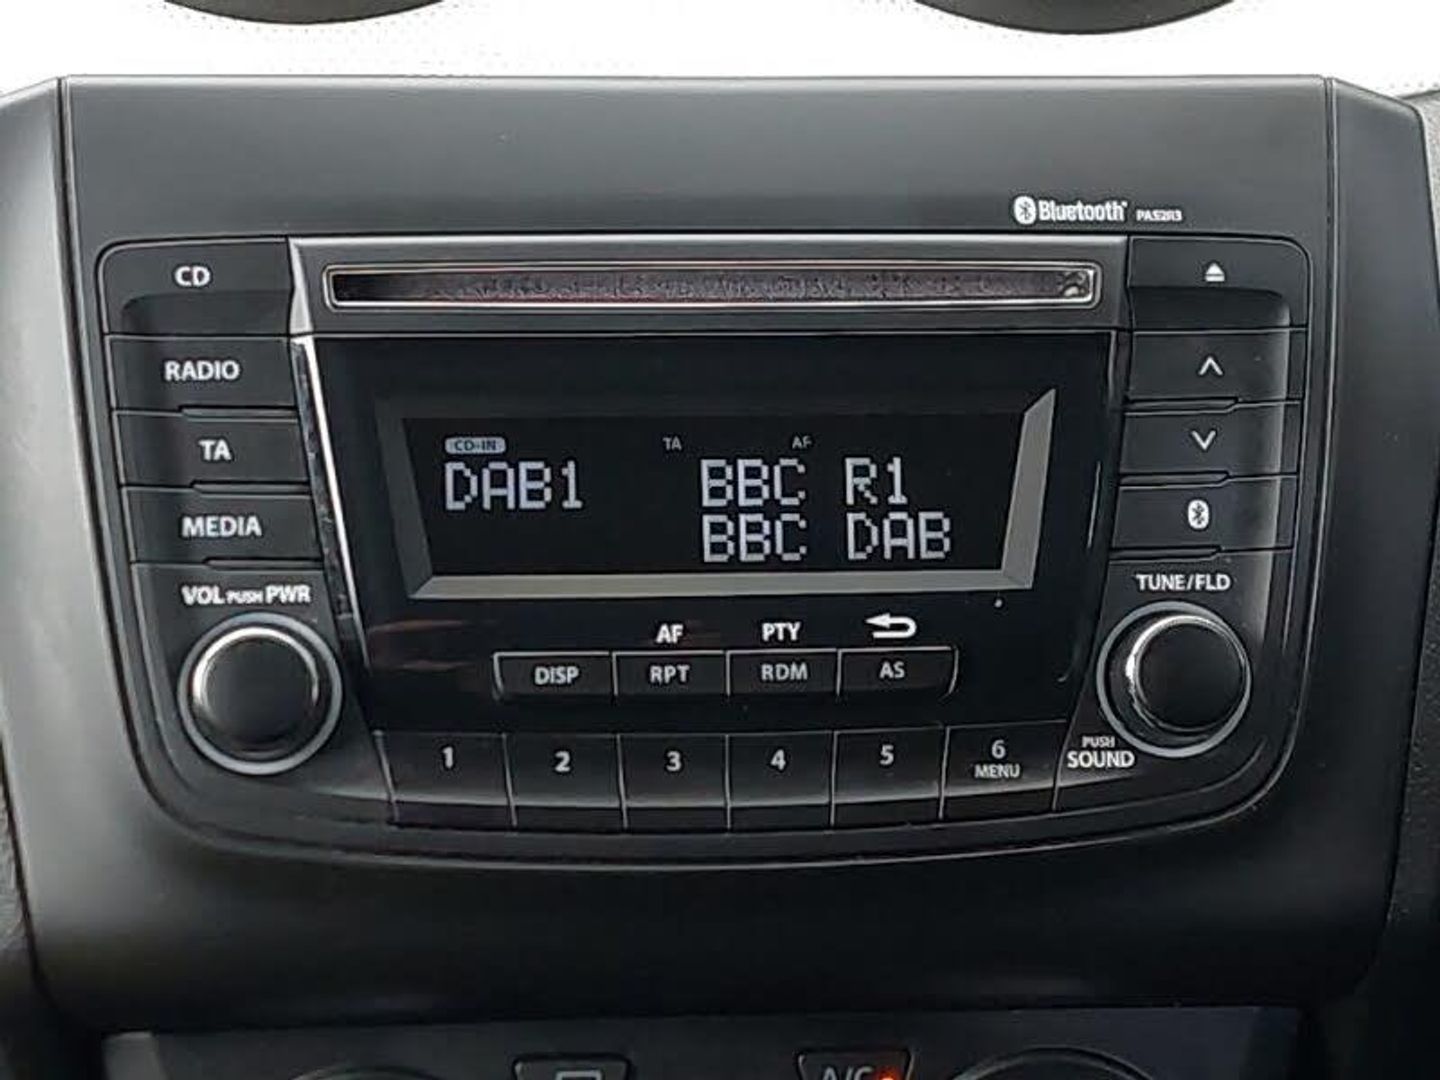 Bluetooth® PA52R3
CD
RADIO
TA
MEDIA
VOL PUSH PWR
CD-IN TA AF
DAB1 BBC R1
BBC DAB
TUNE/FLD
AF PTY
DISP RPT RDM AS
1 2 3 4 5 6
MENU
PUSH
SOUND
A/C